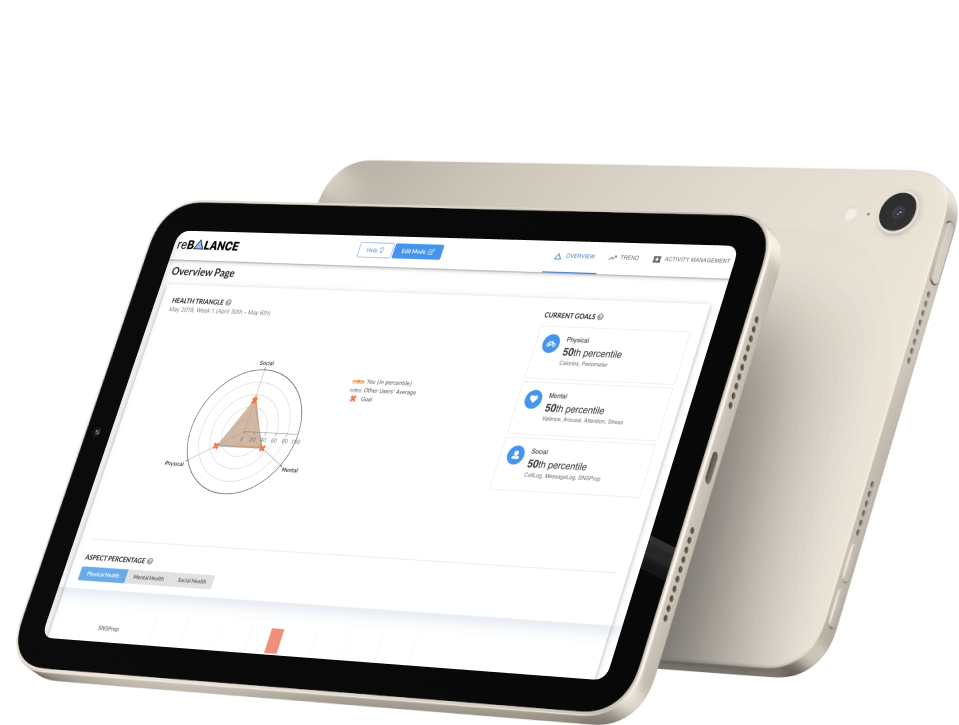 reBALANCE
Help
Edit Mode
OVERVIEW
TREND
ACTIVITY MANAGEMENT
Overview Page
HEALTH TRIANGLE
May 2018, Week 1 (April 30th - May 6th)
Social
Physical
Mental
0 20 40 60 80 100
You (in percentile)
Other Users' Average
Goal
CURRENT GOALS
Physical
50th percentile
Calories, Pedometer
Mental
50th percentile
Valence, Arousal, Attention, Stress
Social
50th percentile
CallLog, MessageLog, SNSProp
ASPECT PERCENTAGE
Physical Health
Mental Health
Social Health
SNSProp